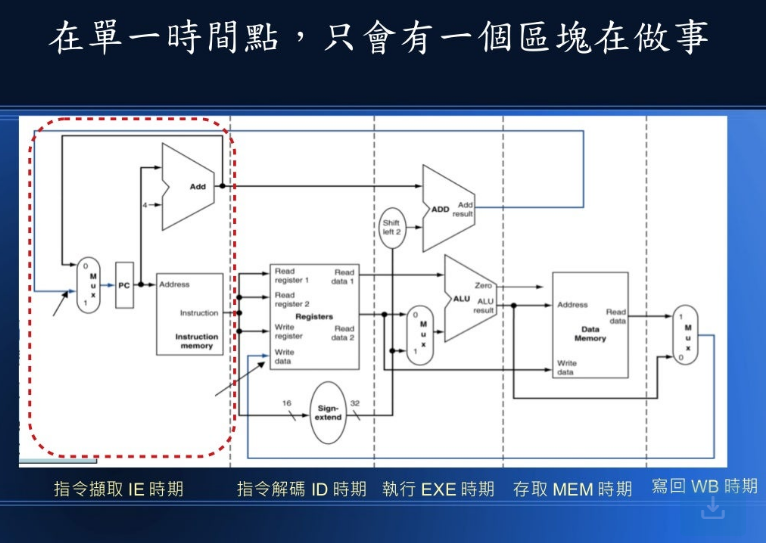 在單一時間點，只會有一個區塊在做事
Add
4
0
M
u
x
1
PC
Address
Instruction
Instruction
memory
Read
register 1
Read
data 1
Read
register 2
Registers
Write
register
Read
data 2
Write
data
16
Sign-
extend
32
Shift
left 2
ADD
Add
result
0
M
u
x
1
Zero
ALU
ALU
result
Address
Read
data
Data
Memory
Write
data
1
M
u
x
0
指令擷取 IE 時期
指令解碼 ID 時期
執行 EXE 時期
存取 MEM 時期
寫回 WB 時期